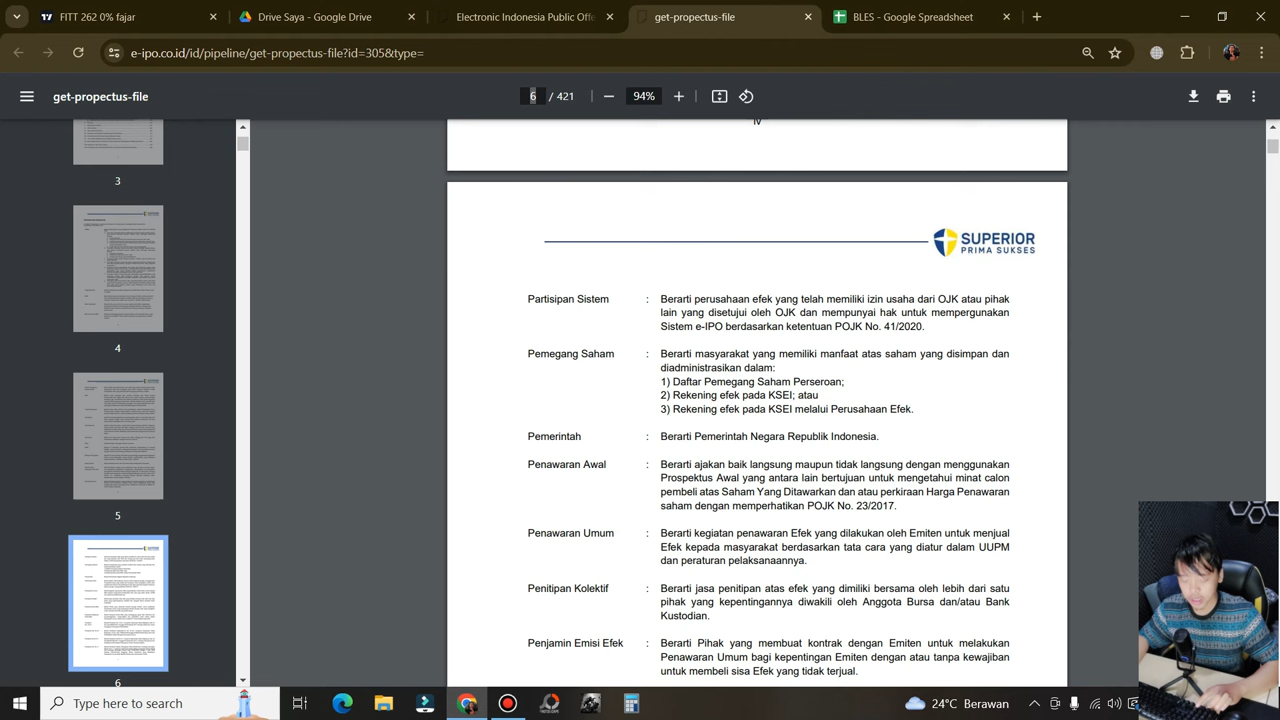 FITT 262 0% fajar
Drive Saya - Google Drive
Electronic Indonesia Public Offe
get-propectus-file
BLES - Google Spreadsheet
e-ipo.co.id/id/pipeline/get-propectus-file?id=305&type=
get-propectus-file
6 / 421
94%
3
4
5
6
IV
SUPERIOR
PRIMA SUKSES
Partisipan Sistem : Berarti perusahaan efek yang telah memiliki izin usaha dari OJK atau pihak
lain yang disetujui oleh OJK dan mempunyai hak untuk mempergunakan
Sistem e-IPO berdasarkan ketentuan POJK No. 41/2020.
Pemegang Saham : Berarti masyarakat yang memiliki manfaat atas saham yang disimpan dan
diadministrasikan dalam:
1) Daftar Pemegang Saham Perseroan;
2) Rekening efek pada KSEI; atau
3) Rekening efek pada KSEI melalui Perusahaan Efek.
Pemerintah : Berarti Pemerintah Negara Republik Indonesia.
Penawaran Awal : Berarti ajakan baik langsung maupun tidak langsung dengan menggunakan
Prospektus Awal yang antara lain bertujuan untuk mengetahui minat calon
pembeli atas Saham Yang Ditawarkan dan atau perkiraan Harga Penawaran
saham dengan memperhatikan POJK No. 23/2017.
Penawaran Umum : Berarti kegiatan penawaran Efek yang dilakukan oleh Emiten untuk menjual
Efek kepada masyarakat berdasarkan tata cara yang diatur dalam UUPM
dan peraturan pelaksanaannya.
Penitipan Kolektif : Berarti jasa penitipan atas efek yang dimiliki bersama oleh lebih dari satu
pihak yang kepentingannya diwakili oleh Anggota Bursa dan/atau Bank
Kustodian.
Penjamin Emisi Efek : Berarti Pihak yang membuat kontrak dengan Emiten untuk melakukan
Penawaran Umum bagi kepentingan Emiten dengan atau tanpa kewajiban
untuk membeli sisa Efek yang tidak terjual.
Type here to search
24°C Berawan